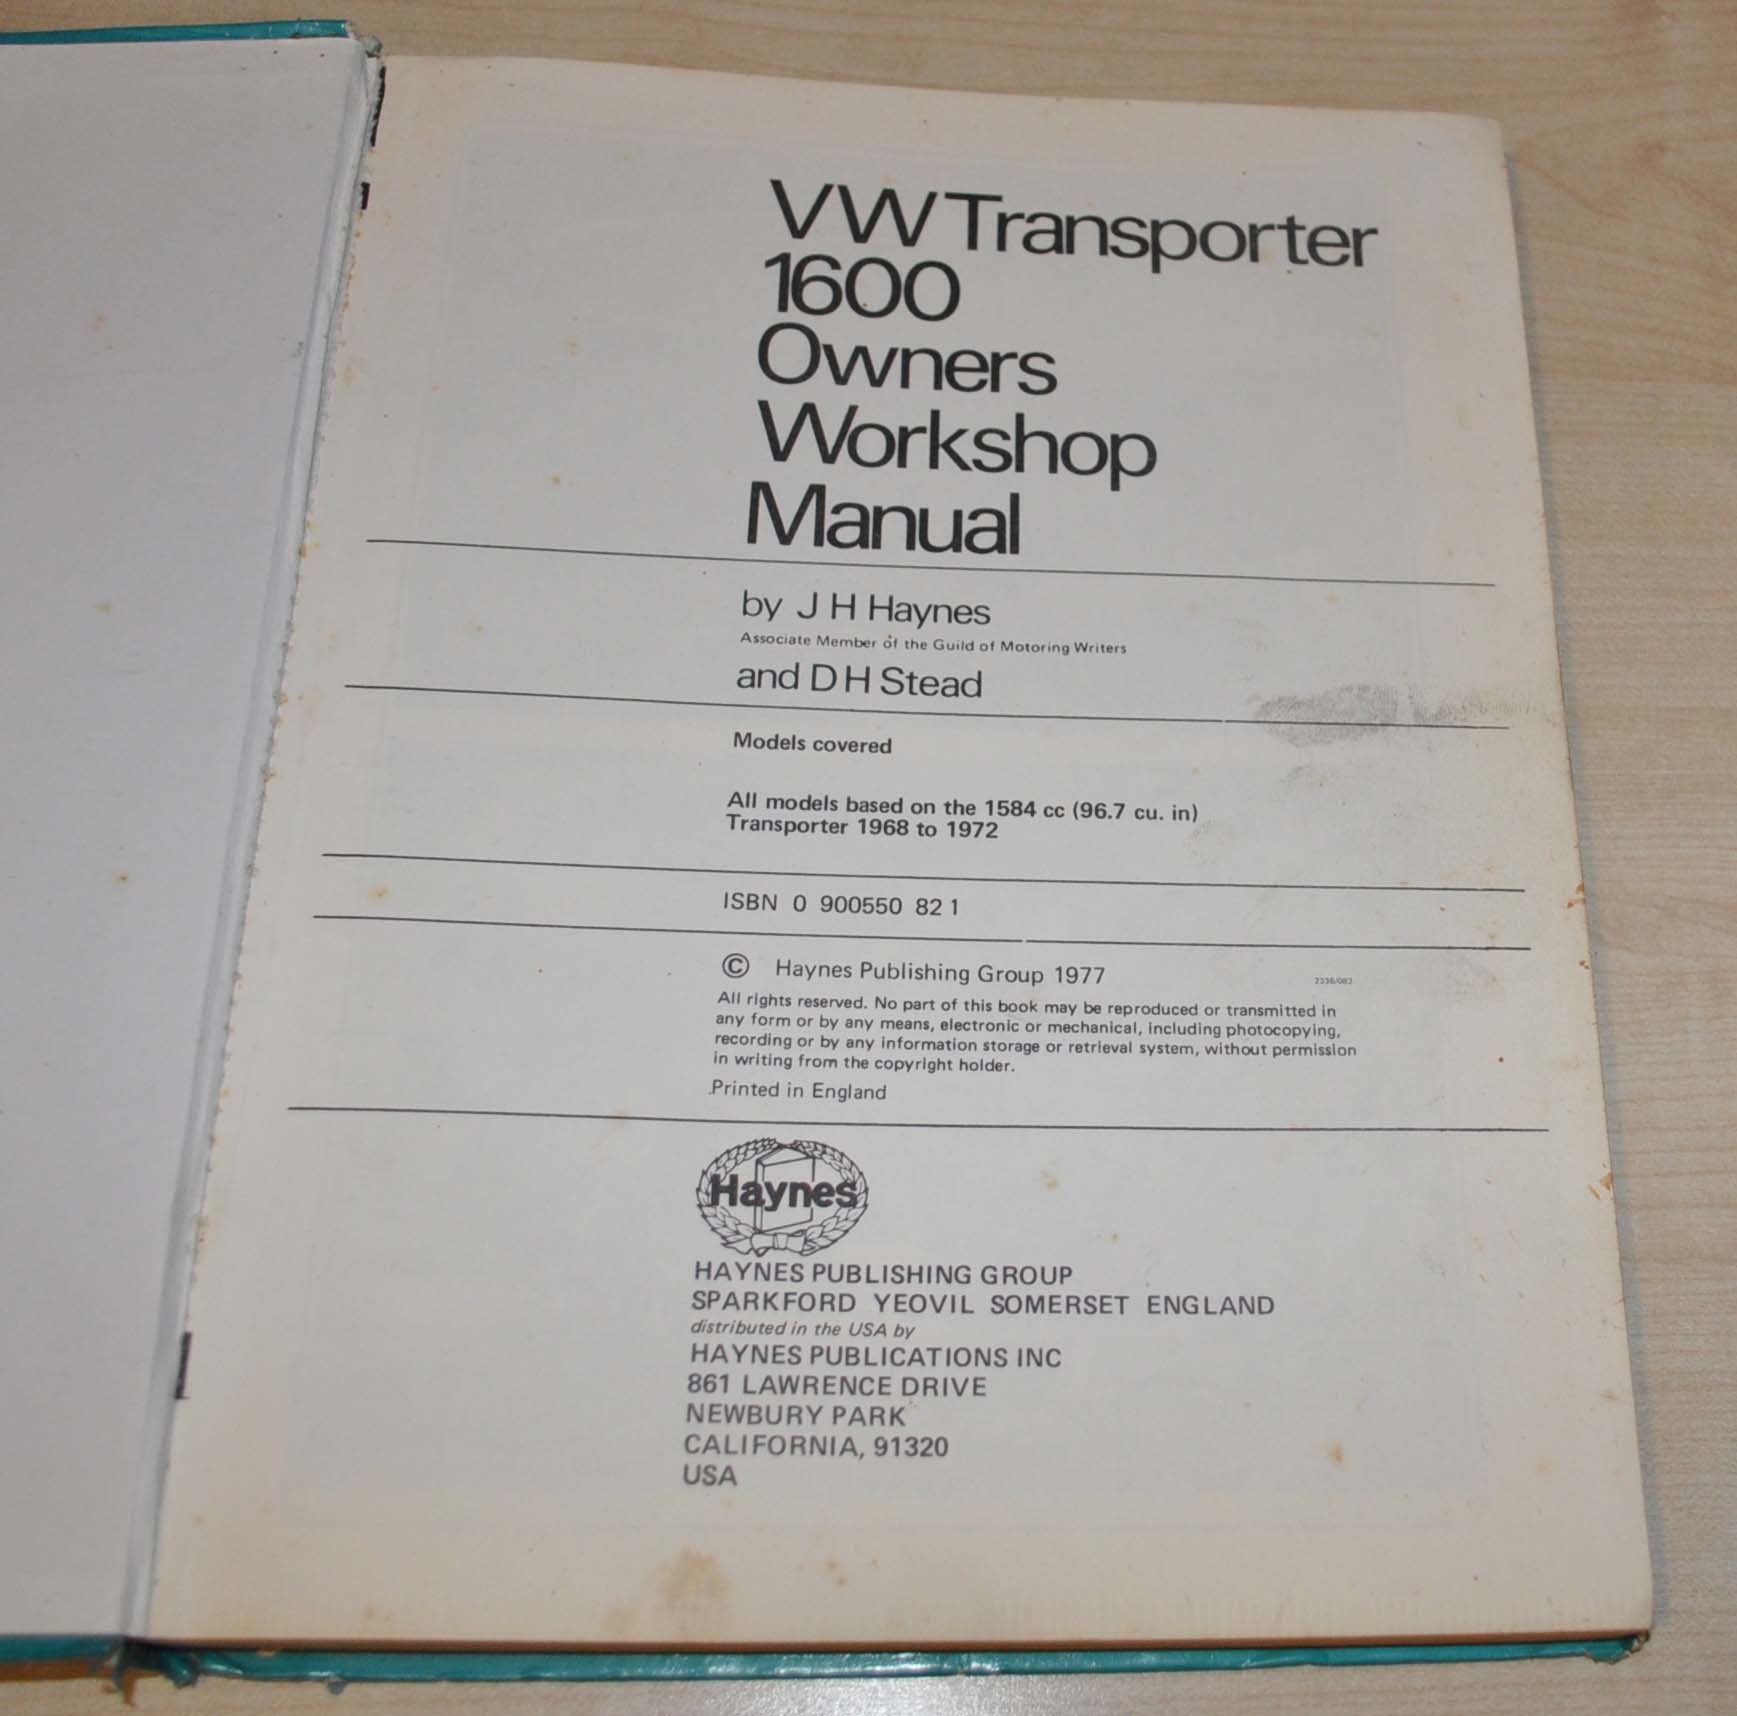 VW Transporter
1600
Owners
Workshop
Manual
by J H Haynes
Associate Member of the Guild of Motoring Writers
and D H Stead
Models covered
All models based on the 1584 cc (96.7 cu. in)
Transporter 1968 to 1972
ISBN 0 900550 82 1
© Haynes Publishing Group 1977
All rights reserved. No part of this book may be reproduced or transmitted in
any form or by any means, electronic or mechanical, including photocopying,
recording or by any information storage or retrieval system, without permission
in writing from the copyright holder.
Printed in England
Haynes
HAYNES PUBLISHING GROUP
SPARKFORD YEOVIL SOMERSET ENGLAND
distributed in the USA by
HAYNES PUBLICATIONS INC
861 LAWRENCE DRIVE
NEWBURY PARK
CALIFORNIA, 91320
USA